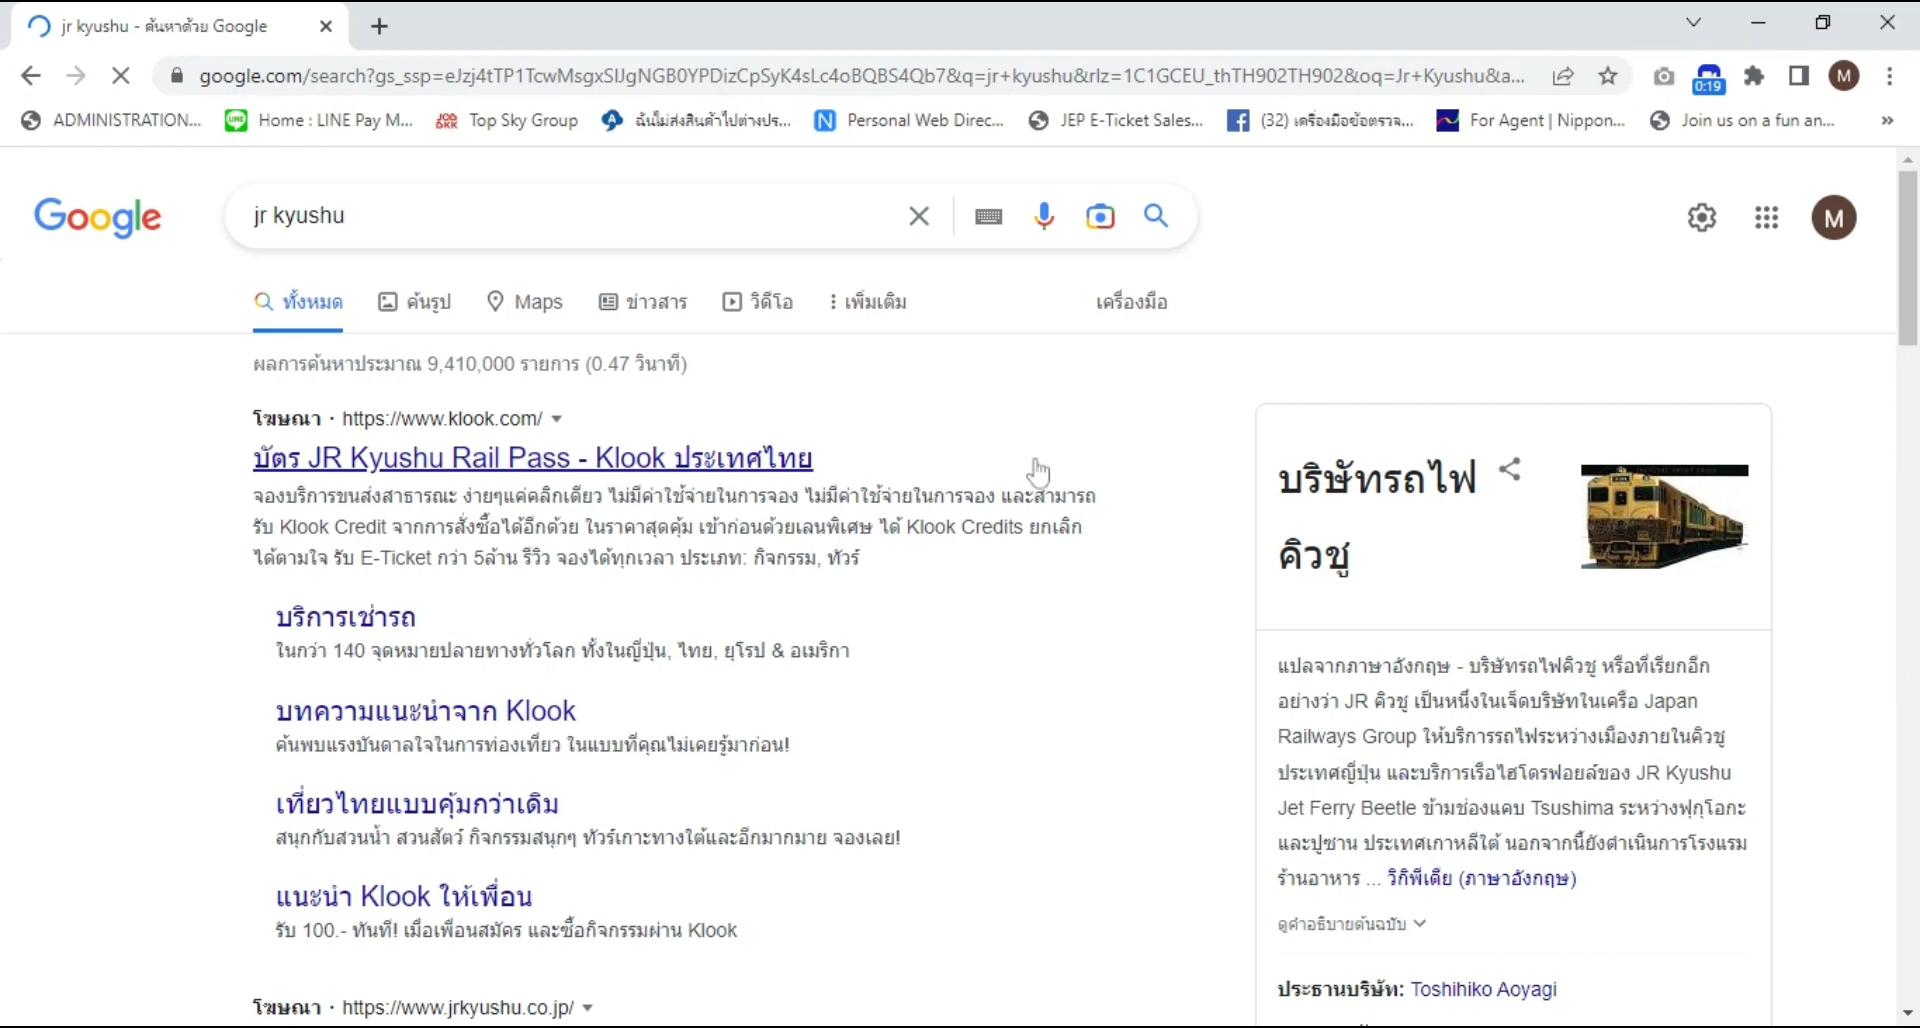 jr kyushu - ค้นหาด้วย Google
google.com/search?gs_ssp=eJzj4tTP1TcwMsgxSlJgNGB0YPDizCpSyK4sLc4oBQBS4Qb7&q=jr+kyushu&rlz=1C1GCEU_thTH902TH902&oq=Jr+Kyushu&a...
0:19
M
ADMINISTRATION...
Home : LINE Pay M...
Top Sky Group
ฉันไม่ส่งสินค้าไปต่างปร...
Personal Web Direc...
JEP E-Ticket Sales...
(32) เครื่องมือข้อตรวจ...
For Agent | Nippon...
Join us on a fun an...
»
Google
jr kyushu
M
ทั้งหมด
ค้นรูป
Maps
ข่าวสาร
วิดีโอ
เพิ่มเติม
เครื่องมือ
ผลการค้นหาประมาณ 9,410,000 รายการ (0.47 วินาที)
โฆษณา · https://www.klook.com/
บัตร JR Kyushu Rail Pass - Klook ประเทศไทย
จองบริการขนส่งสาธารณะ ง่ายๆแค่คลิกเดียว ไม่มีค่าใช้จ่ายในการจอง ไม่มีค่าใช้จ่ายในการจอง และสามารถ
รับ Klook Credit จากการสั่งซื้อได้อีกด้วย ในราคาสุดคุ้ม เข้าก่อนด้วยเลนพิเศษ ได้ Klook Credits ยกเลิก
ได้ตามใจ รับ E-Ticket กว่า 5ล้าน รีวิว จองได้ทุกเวลา ประเภท: กิจกรรม, ทัวร์
บริการเช่ารถ
ในกว่า 140 จุดหมายปลายทางทั่วโลก ทั้งในญี่ปุ่น, ไทย, ยุโรป & อเมริกา
บทความแนะนำจาก Klook
ค้นพบแรงบันดาลใจในการท่องเที่ยว ในแบบที่คุณไม่เคยรู้มาก่อน!
เที่ยวไทยแบบคุ้มกว่าเดิม
สนุกกับสวนน้ำ สวนสัตว์ กิจกรรมสนุกๆ ทัวร์เกาะทางใต้และอีกมากมาย จองเลย!
แนะนำ Klook ให้เพื่อน
รับ 100.- ทันที! เมื่อเพื่อนสมัคร และซื้อกิจกรรมผ่าน Klook
โฆษณา · https://www.jrkyushu.co.jp/
บริษัทรถไฟ
คิวชู
แปลจากภาษาอังกฤษ - บริษัทรถไฟคิวชู หรือที่เรียกอีก
อย่างว่า JR คิวชู เป็นหนึ่งในเจ็ดบริษัทในเครือ Japan
Railways Group ให้บริการรถไฟระหว่างเมืองภายในคิวชู
ประเทศญี่ปุ่น และบริการเรือไฮโดรฟอยล์ของ JR Kyushu
Jet Ferry Beetle ข้ามช่องแคบ Tsushima ระหว่างฟุกุโอกะ
และปูซาน ประเทศเกาหลีใต้ นอกจากนี้ยังดำเนินการโรงแรม
ร้านอาหาร ... วิกิพีเดีย (ภาษาอังกฤษ)
ดูคำอธิบายต้นฉบับ
ประธานบริษัท: Toshihiko Aoyagi